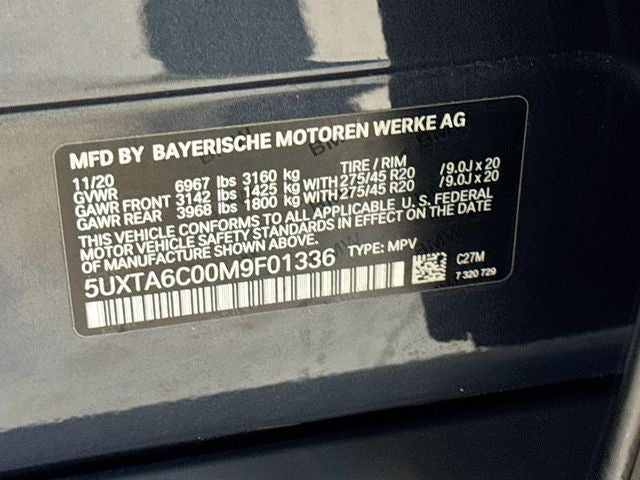 MFD BY BAYERISCHE MOTOREN WERKE AG
11/20 TIRE / RIM
GVWR 6967 lbs 3160 kg
GAWR FRONT 3142 lbs 1425 kg WITH 275/45 R20 /9.0J x 20
GAWR REAR 3968 lbs 1800 kg WITH 275/45 R20 /9.0J x 20
THIS VEHICLE CONFORMS TO ALL APPLICABLE U.S. FEDERAL
MOTOR VEHICLE SAFETY STANDARDS IN EFFECT ON THE DATE
OF MANUFACTURE SHOWN ABOVE.
5UXTA6C00M9F01336 TYPE: MPV
C27M
7 320 729